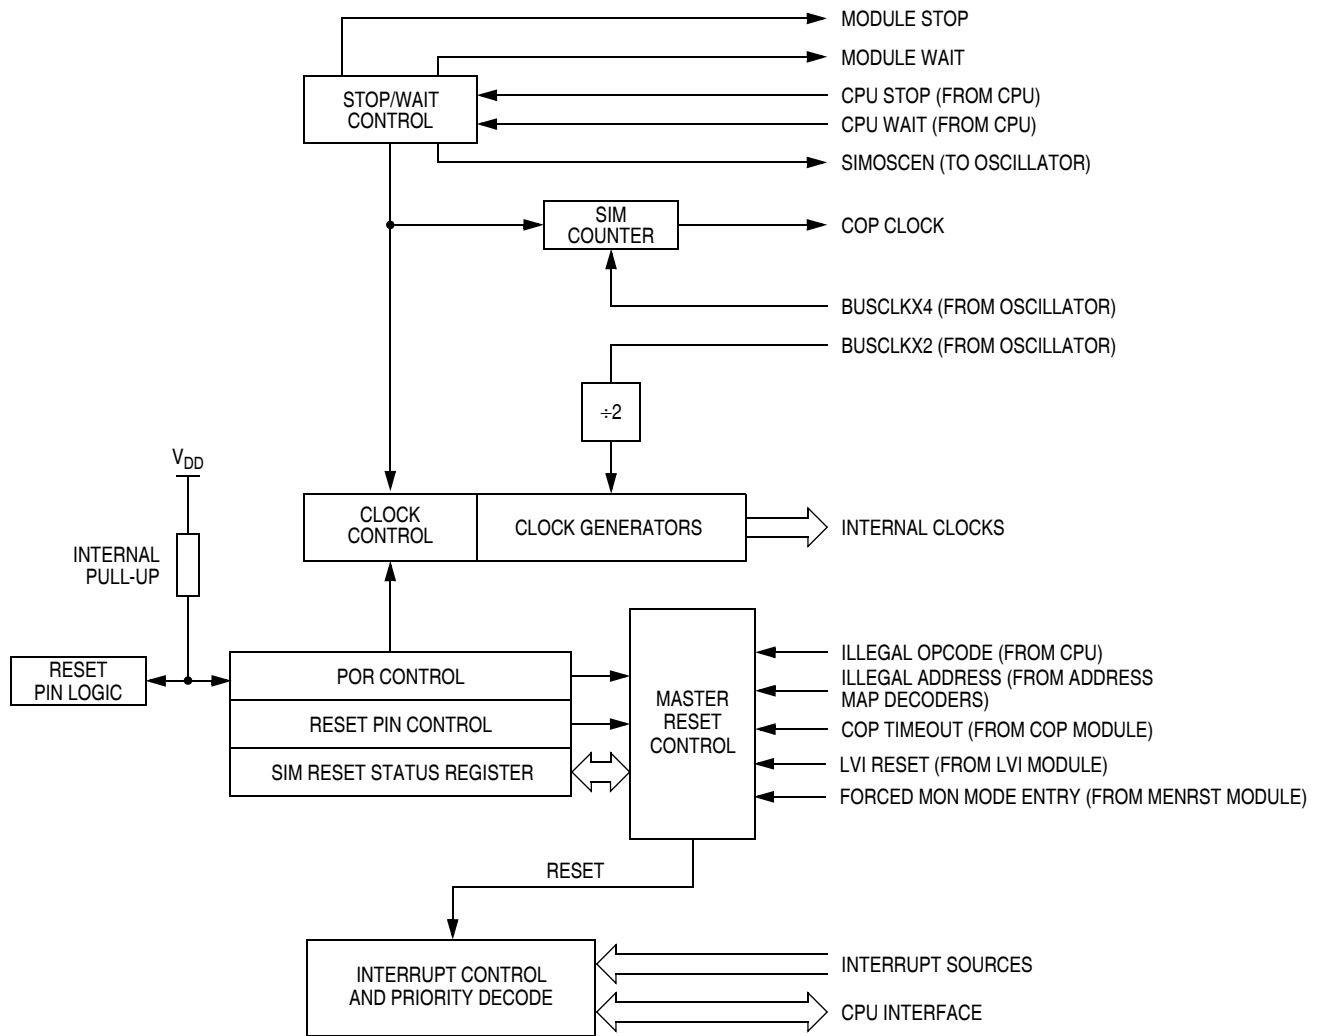 MODULE STOP
MODULE WAIT
STOP/WAIT
CONTROL
CPU STOP (FROM CPU)
CPU WAIT (FROM CPU)
SIMOSCEN (TO OSCILLATOR)
SIM
COUNTER
COP CLOCK
BUSCLKX4 (FROM OSCILLATOR)
BUSCLKX2 (FROM OSCILLATOR)
÷2
VDD
CLOCK
CONTROL
CLOCK GENERATORS
INTERNAL CLOCKS
INTERNAL
PULL-UP
RESET
PIN LOGIC
POR CONTROL
RESET PIN CONTROL
SIM RESET STATUS REGISTER
MASTER
RESET
CONTROL
ILLEGAL OPCODE (FROM CPU)
ILLEGAL ADDRESS (FROM ADDRESS
MAP DECODERS)
COP TIMEOUT (FROM COP MODULE)
LVI RESET (FROM LVI MODULE)
FORCED MON MODE ENTRY (FROM MENRST MODULE)
RESET
INTERRUPT CONTROL
AND PRIORITY DECODE
INTERRUPT SOURCES
CPU INTERFACE